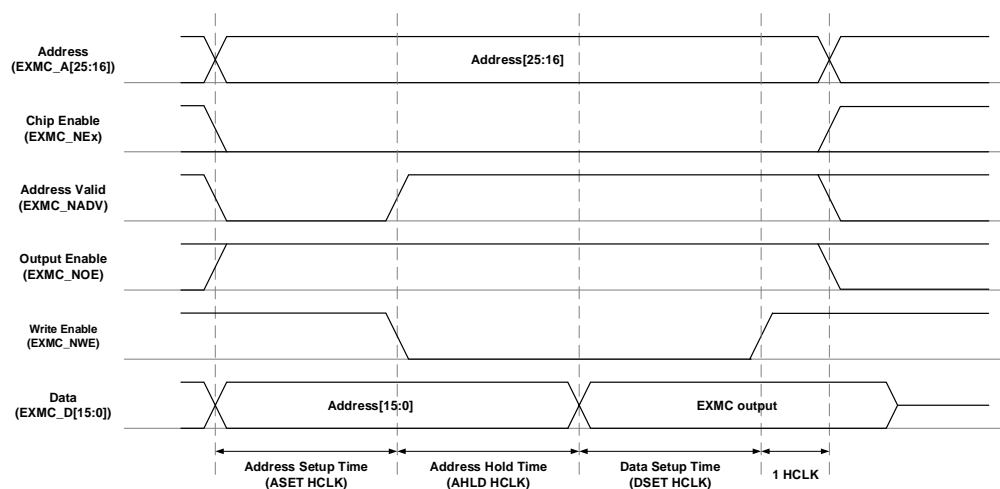 Address
(EXMC_A[25:16])
Address[25:16]
Chip Enable
(EXMC_NEx)
Address Valid
(EXMC_NADV)
Output Enable
(EXMC_NOE)
Write Enable
(EXMC_NWE)
Data
(EXMC_D[15:0])
Address[15:0]
EXMC output
Address Setup Time
(ASET HCLK)
Address Hold Time
(AHLD HCLK)
Data Setup Time
(DSET HCLK)
1 HCLK